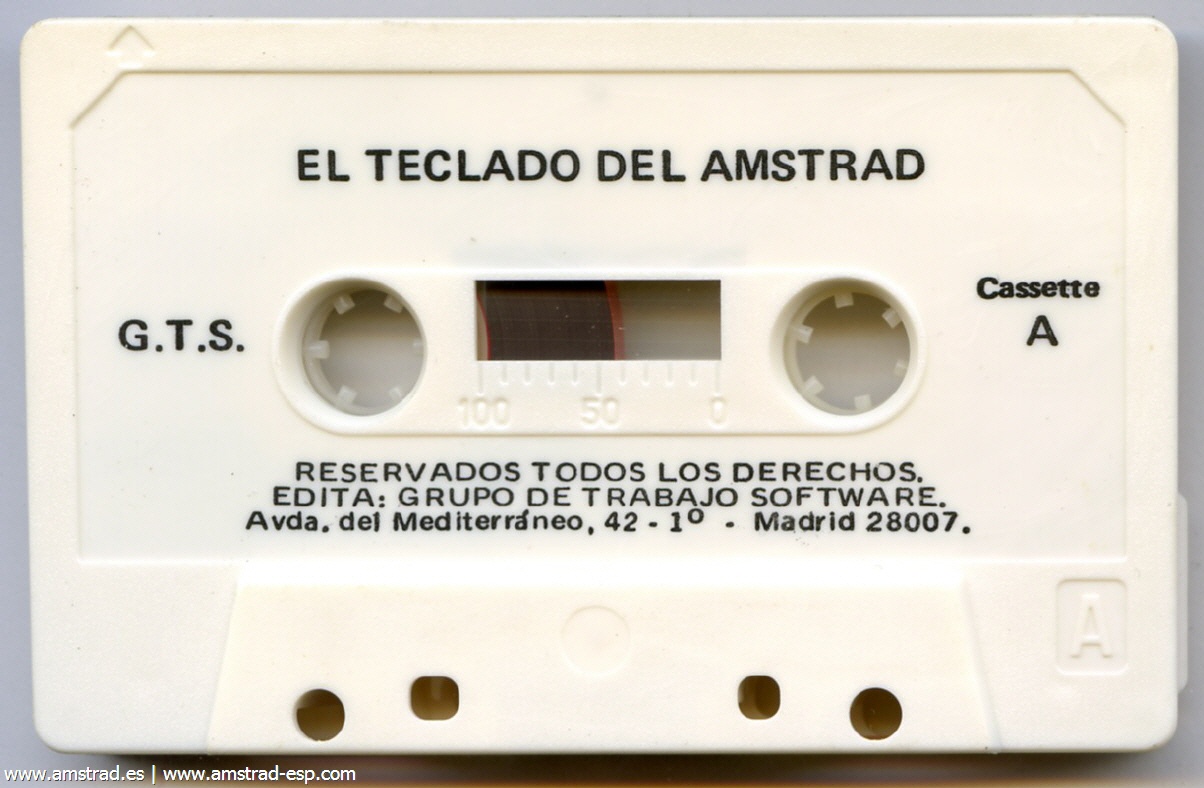 EL TECLADO DEL AMSTRAD
G.T.S.
Cassette
A
100 50 0
RESERVADOS TODOS LOS DERECHOS.
EDITA: GRUPO DE TRABAJO SOFTWARE.
Avda. del Mediterráneo, 42 - 1º - Madrid 28007.
A
www.amstrad.es | www.amstrad-esp.com